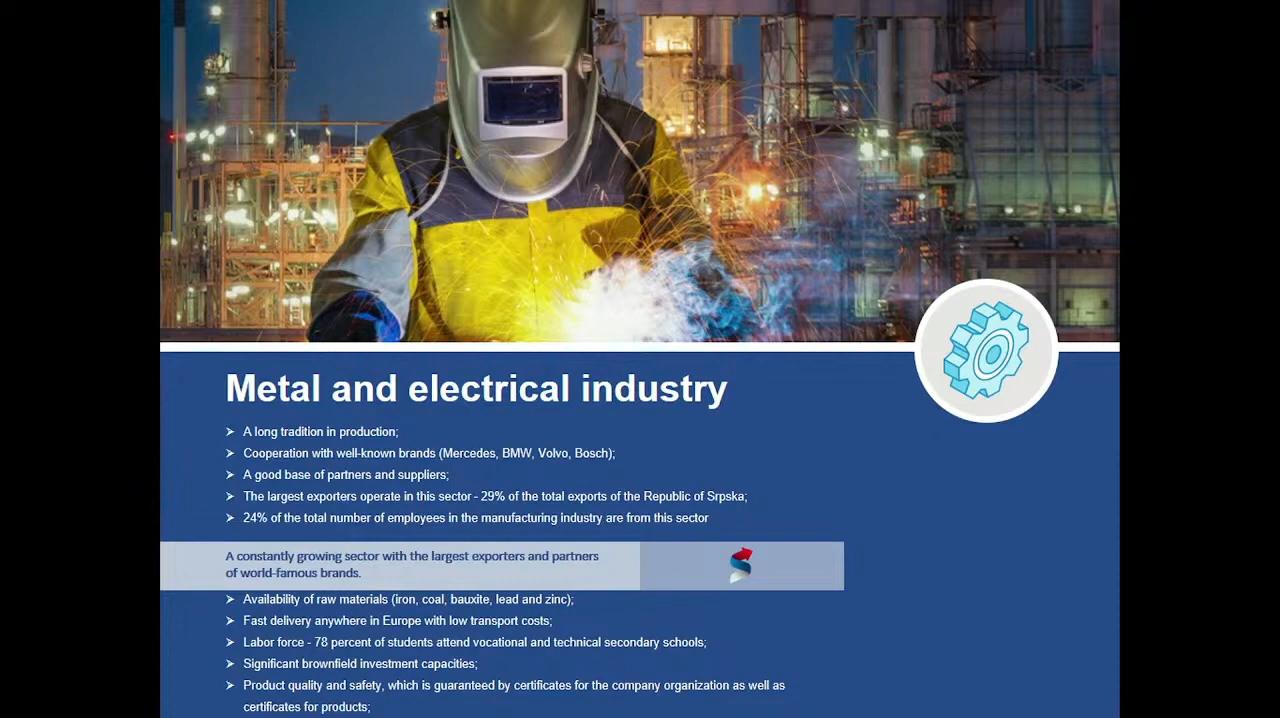 Metal and electrical industry
➢ A long tradition in production;
➢ Cooperation with well-known brands (Mercedes, BMW, Volvo, Bosch);
➢ A good base of partners and suppliers;
➢ The largest exporters operate in this sector - 29% of the total exports of the Republic of Srpska;
➢ 24% of the total number of employees in the manufacturing industry are from this sector
A constantly growing sector with the largest exporters and partners
of world-famous brands.
➢ Availability of raw materials (iron, coal, bauxite, lead and zinc);
➢ Fast delivery anywhere in Europe with low transport costs;
➢ Labor force - 78 percent of students attend vocational and technical secondary schools;
➢ Significant brownfield investment capacities;
➢ Product quality and safety, which is guaranteed by certificates for the company organization as well as
certificates for products;